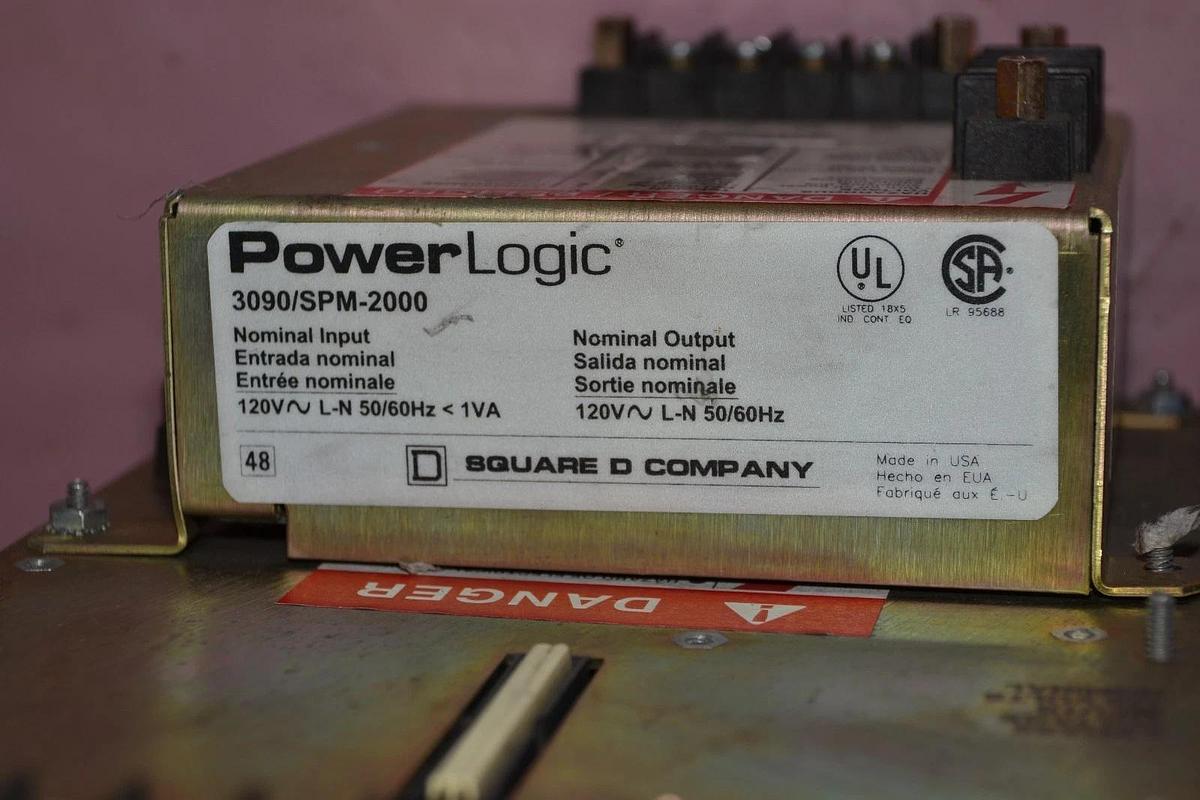 DANGER
PowerLogic®
3090/SPM-2000
Nominal Input
Entrada nominal
Entrée nominale
120V∿ L-N 50/60Hz < 1VA
Nominal Output
Salida nominal
Sortie nominale
120V∿ L-N 50/60Hz
UL
®
LISTED 18X5
IND. CONT. EQ
SA®
LR 95688
48
D SQUARE D COMPANY
Made in USA
Hecho en EUA
Fabriqué aux É.-U
DANGER